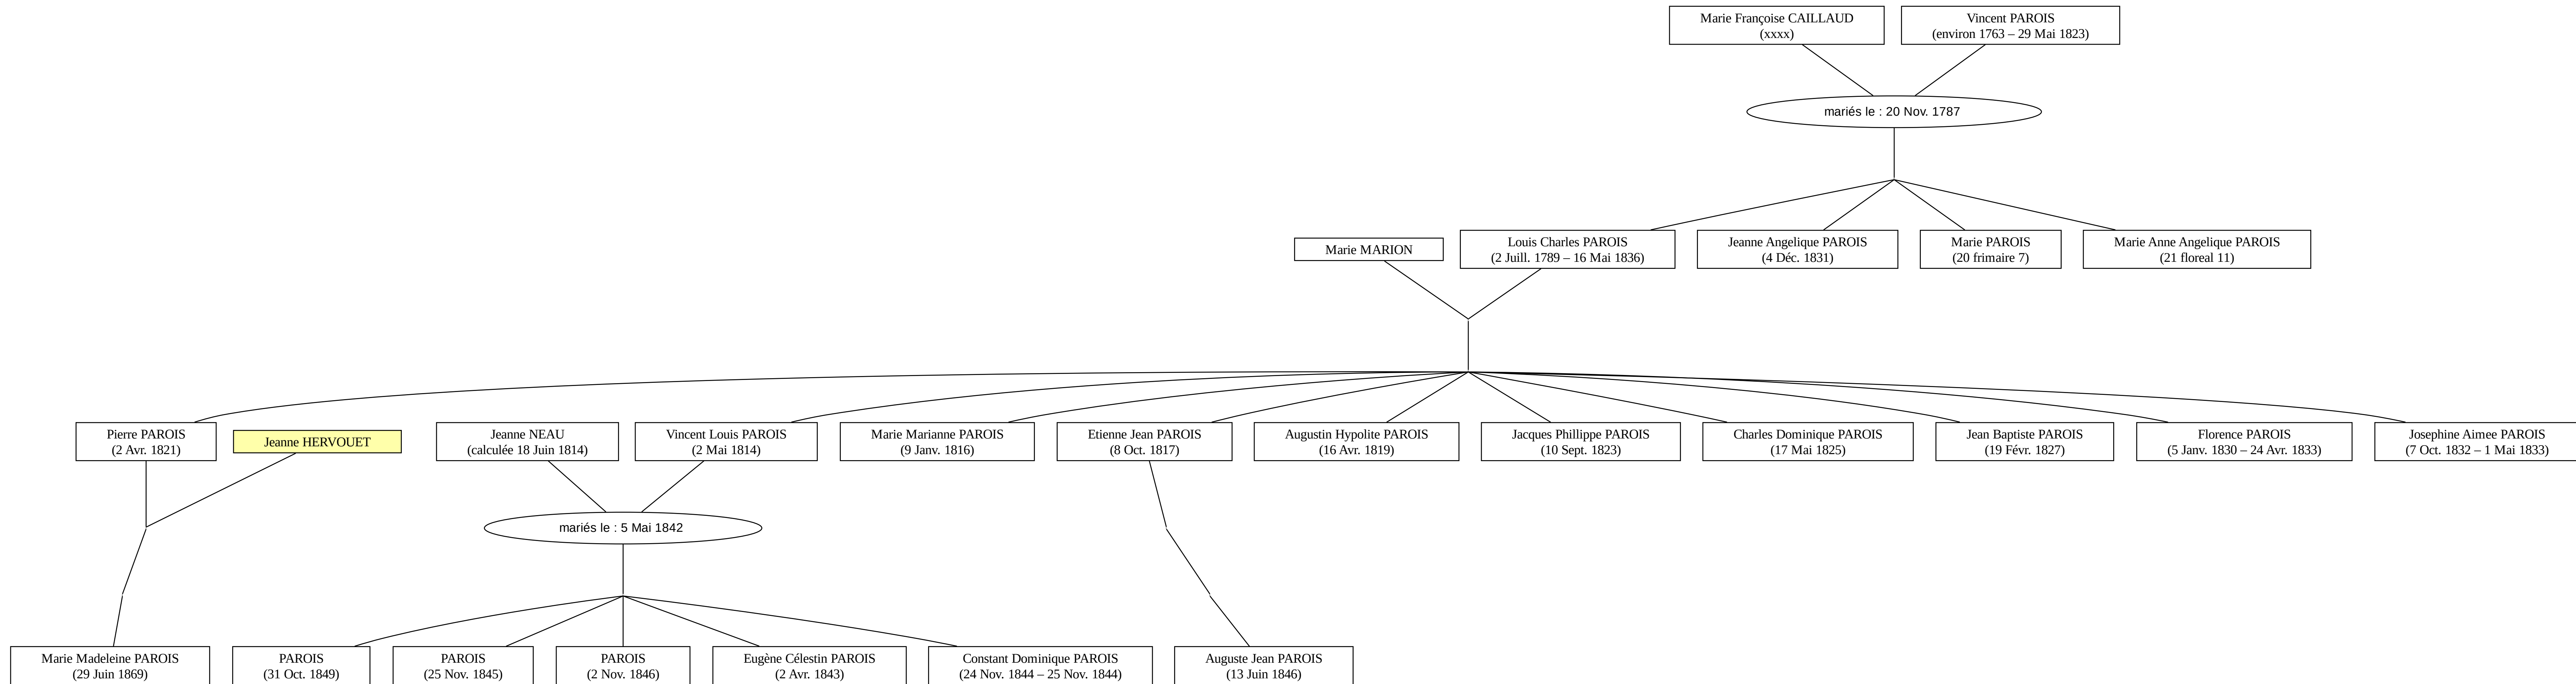 Marie Françoise CAILLAUD
(xxxx)
Vincent PAROIS
(environ 1763 – 29 Mai 1823)
mariés le : 20 Nov. 1787
Marie MARION
Louis Charles PAROIS
(2 Juill. 1789 – 16 Mai 1836)
Jeanne Angelique PAROIS
(4 Déc. 1831)
Marie PAROIS
(20 frimaire 7)
Marie Anne Angelique PAROIS
(21 floreal 11)
Pierre PAROIS
(2 Avr. 1821)
Jeanne HERVOUET
Jeanne NEAU
(calculée 18 Juin 1814)
Vincent Louis PAROIS
(2 Mai 1814)
Marie Marianne PAROIS
(9 Janv. 1816)
Etienne Jean PAROIS
(8 Oct. 1817)
Augustin Hypolite PAROIS
(16 Avr. 1819)
Jacques Phillippe PAROIS
(10 Sept. 1823)
Charles Dominique PAROIS
(17 Mai 1825)
Jean Baptiste PAROIS
(19 Févr. 1827)
Florence PAROIS
(5 Janv. 1830 – 24 Avr. 1833)
Josephine Aimee PAROIS
(7 Oct. 1832 – 1 Mai 1833)
mariés le : 5 Mai 1842
Marie Madeleine PAROIS
(29 Juin 1869)
PAROIS
(31 Oct. 1849)
PAROIS
(25 Nov. 1845)
PAROIS
(2 Nov. 1846)
Eugène Célestin PAROIS
(2 Avr. 1843)
Constant Dominique PAROIS
(24 Nov. 1844 – 25 Nov. 1844)
Auguste Jean PAROIS
(13 Juin 1846)